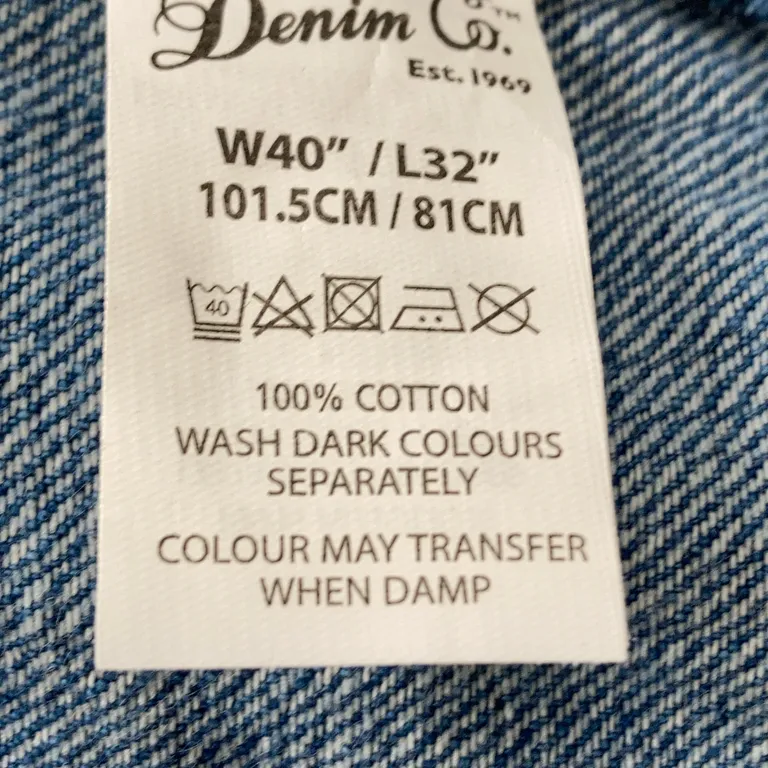 Denim Co.
Est. 1969
W40" / L32"
101.5CM / 81CM
40
100% COTTON
WASH DARK COLOURS
SEPARATELY
COLOUR MAY TRANSFER
WHEN DAMP